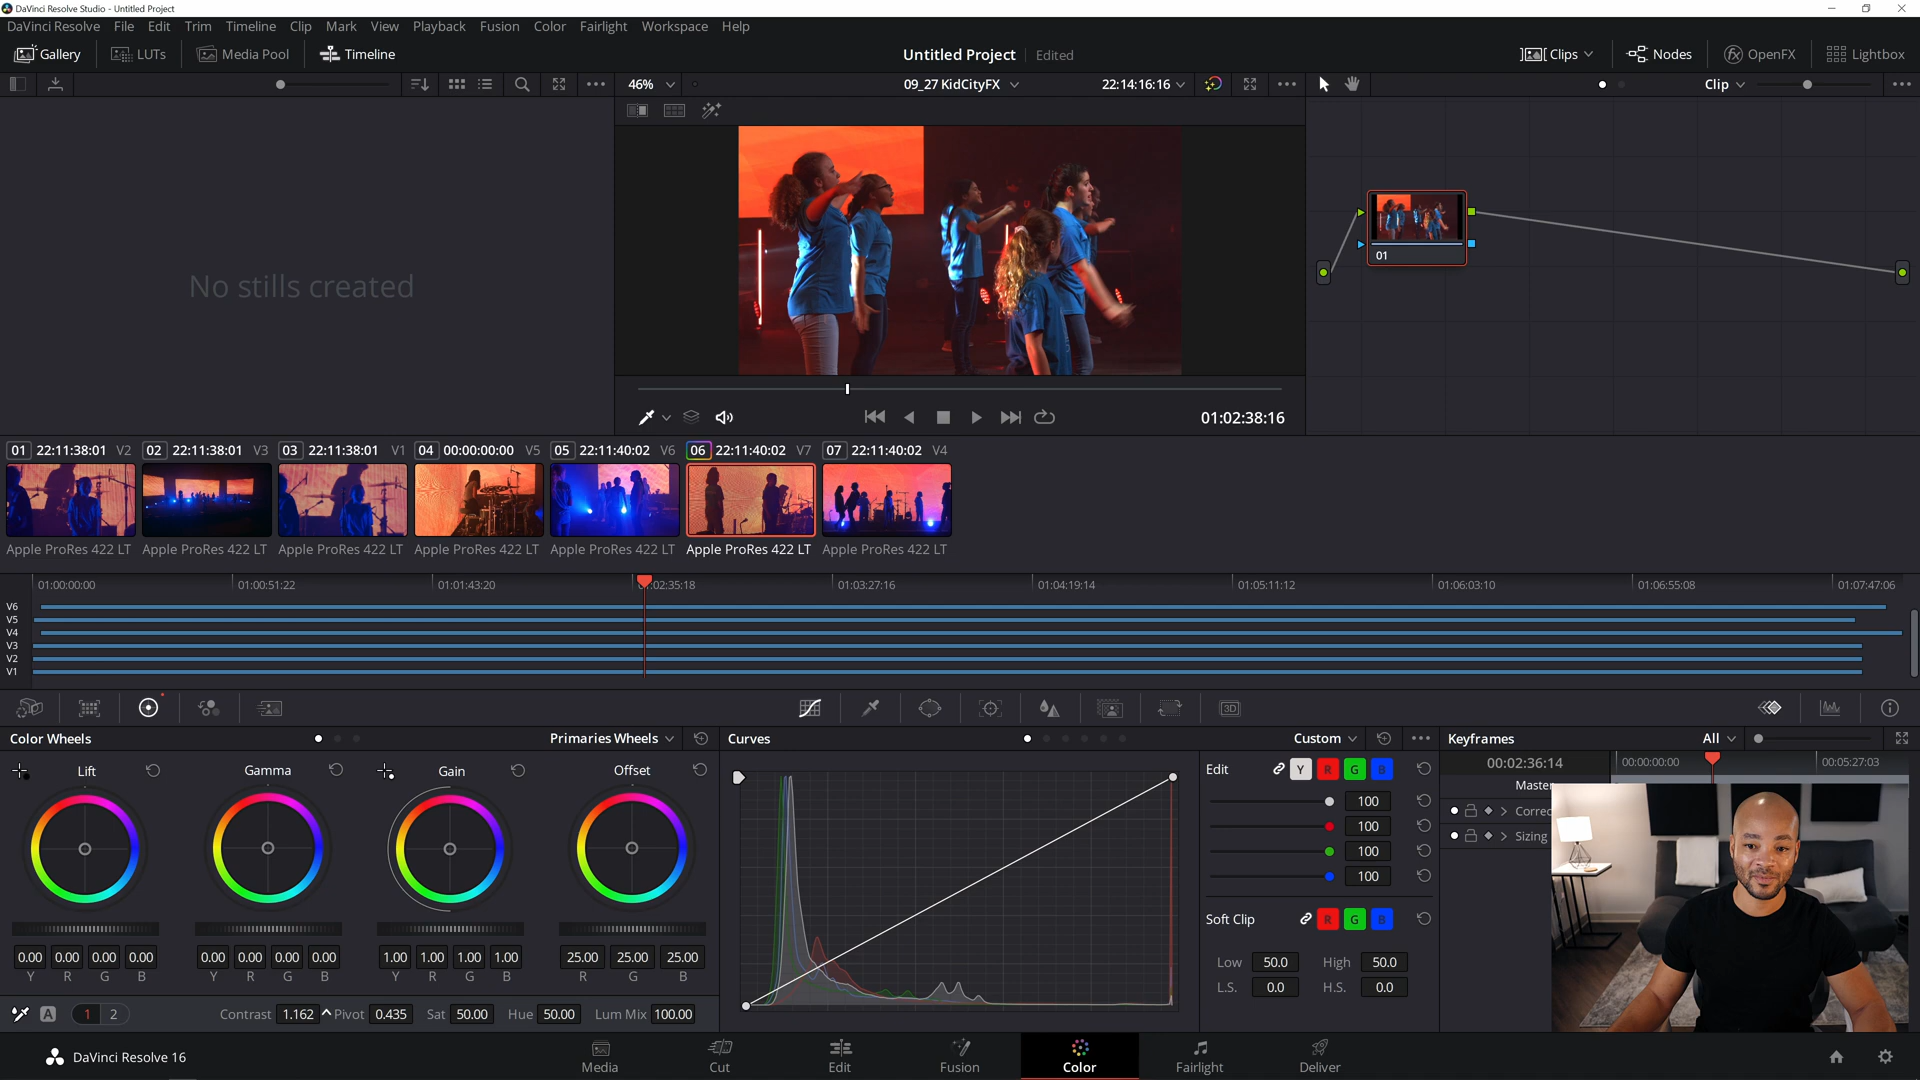 DaVinci Resolve Studio - Untitled Project
DaVinci Resolve File Edit Trim Timeline Clip Mark View Playback Fusion Color Fairlight Workspace Help
Gallery LUTs Media Pool Timeline Untitled Project Edited Clips Nodes OpenFX Lightbox
46% 09_27 KidCityFX 22:14:16:16 Clip
No stills created
01
01:02:38:16
01 22:11:38:01 V2 02 22:11:38:01 V3 03 22:11:38:01 V1 04 00:00:00:00 V5 05 22:11:40:02 V6 06 22:11:40:02 V7 07 22:11:40:02 V4
Apple ProRes 422 LT Apple ProRes 422 LT Apple ProRes 422 LT Apple ProRes 422 LT Apple ProRes 422 LT Apple ProRes 422 LT Apple ProRes 422 LT
01:00:00:00 01:00:51:22 01:01:43:20 :02:35:18 01:03:27:16 01:04:19:14 01:05:11:12 01:06:03:10 01:06:55:08 01:07:47:06
V6
V5
V4
V3
V2
V1
3D
Color Wheels Primaries Wheels Curves Custom Keyframes All
Lift Gamma Gain Offset Edit Y R G B 00:02:36:14 00:00:00:00 00:05:27:03
Master
100
100 Correc
100 Sizing
100
Soft Clip R G B
0.00 0.00 0.00 0.00 0.00 0.00 0.00 0.00 1.00 1.00 1.00 1.00 25.00 25.00 25.00 Low 50.0 High 50.0
Y R G B Y R G B Y R G B R G B L.S. 0.0 H.S. 0.0
A 1 2 Contrast 1.162 Pivot 0.435 Sat 50.00 Hue 50.00 Lum Mix 100.00
DaVinci Resolve 16 Media Cut Edit Fusion Color Fairlight Deliver